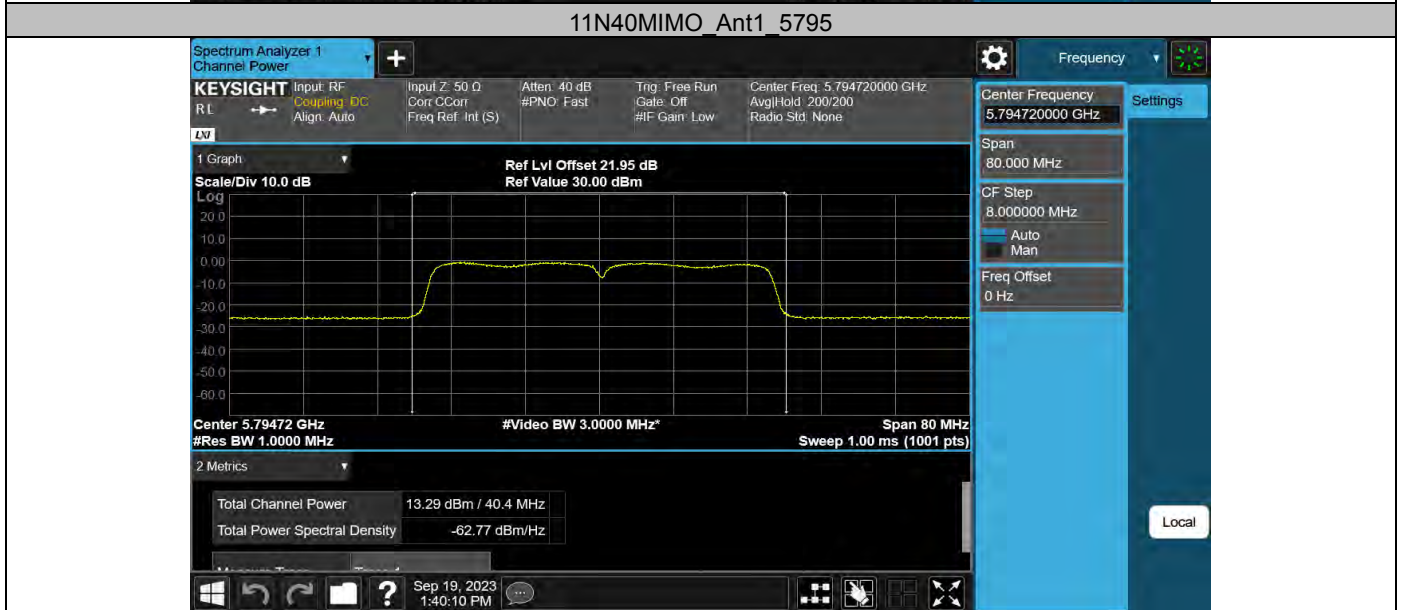 11N40MIMO_Ant1_5795
Spectrum Analyzer 1
Channel Power
+
Frequency
KEYSIGHT
RL
LXI
Input: RF
Coupling: DC
Align: Auto
Input Z: 50 Ω
Corr CCorr
Freq Ref: Int (S)
Atten: 40 dB
#PNO: Fast
Trig: Free Run
Gate: Off
#IF Gain: Low
Center Freq: 5.794720000 GHz
Avg|Hold: 200/200
Radio Std: None
Center Frequency
5.794720000 GHz
Settings
Span
80.000 MHz
CF Step
8.000000 MHz
Auto
Man
Freq Offset
0 Hz
1 Graph
Scale/Div 10.0 dB
Ref Lvl Offset 21.95 dB
Ref Value 30.00 dBm
Log
20.0
10.0
0.00
-10.0
-20.0
-30.0
-40.0
-50.0
-60.0
Center 5.79472 GHz
#Video BW 3.0000 MHz*
Span 80 MHz
#Res BW 1.0000 MHz
Sweep 1.00 ms (1001 pts)
2 Metrics
Total Channel Power 13.29 dBm / 40.4 MHz
Total Power Spectral Density -62.77 dBm/Hz
Local
?
Sep 19, 2023
1:40:10 PM